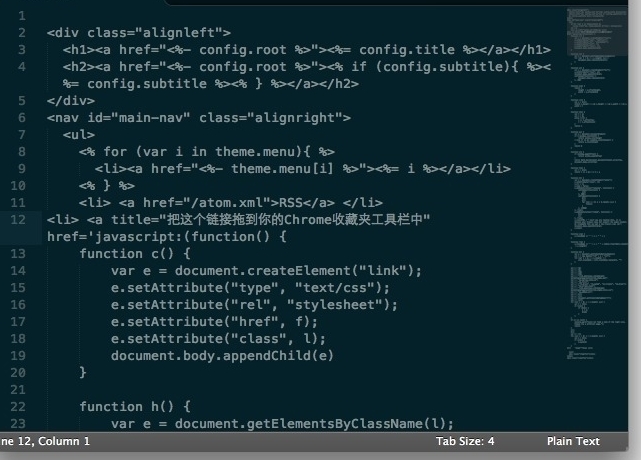 1
2 <div class="alignleft">
3 <h1><a href="<%- config.root %>"><%= config.title %></a></h1>
4 <h2><a href="<%- config.root %>"><% if (config.subtitle){ %><
%= config.subtitle %><% } %></a></h2>
5 </div>
6 <nav id="main-nav" class="alignright">
7 <ul>
8 <% for (var i in theme.menu){ %>
9 <li><a href="<%- theme.menu[i] %>"><%= i %></a></li>
10 <% } %>
11 <li> <a href="/atom.xml">RSS</a> </li>
12 <li> <a title="把这个链接拖到你的Chrome收藏夹工具栏中"
href='javascript:(function() {
13 function c() {
14 var e = document.createElement("link");
15 e.setAttribute("type", "text/css");
16 e.setAttribute("rel", "stylesheet");
17 e.setAttribute("href", f);
18 e.setAttribute("class", l);
19 document.body.appendChild(e)
20 }
21
22 function h() {
23 var e = document.getElementsByClassName(l);
ne 12, Column 1 Tab Size: 4 Plain Text